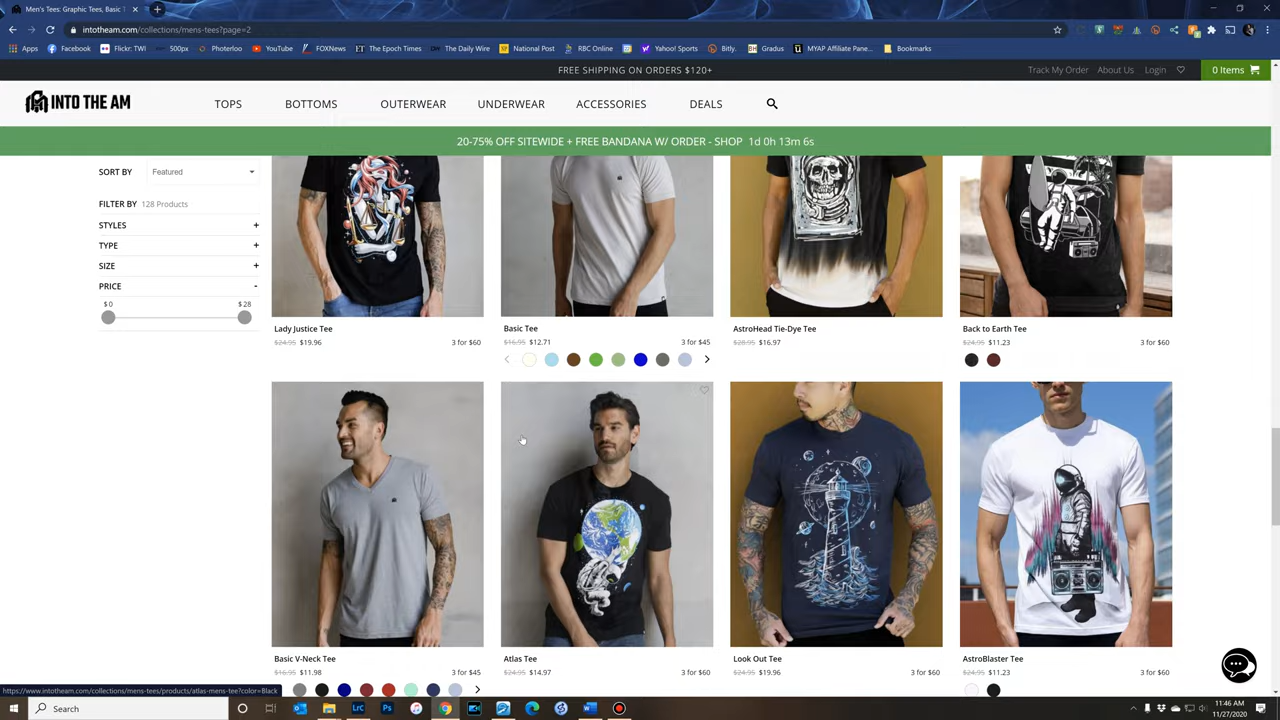 Men's Tees: Graphic Tees, Basic T
intotheam.com/collections/mens-tees?page=2
Apps Facebook Flickr: TWI 500px Photerloo YouTube FOXNews The Epoch Times The Daily Wire National Post RBC Online Yahoo! Sports Bitly. Gradus MYAP Affiliate Pane... Bookmarks
FREE SHIPPING ON ORDERS $120+
Track My Order About Us Login 0 Items
INTO THE AM
TOPS BOTTOMS OUTERWEAR UNDERWEAR ACCESSORIES DEALS
20-75% OFF SITEWIDE + FREE BANDANA W/ ORDER - SHOP 1d 0h 13m 6s
SORT BY Featured
FILTER BY 128 Products
STYLES +
TYPE +
SIZE +
PRICE -
$ 0 $ 28
Lady Justice Tee
$24.95 $19.96 3 for $60
Basic Tee
$16.95 $12.71 3 for $45
AstroHead Tie-Dye Tee
$28.95 $16.97
Back to Earth Tee
$24.95 $11.23 3 for $60
Basic V-Neck Tee
$16.95 $11.98 3 for $45
Atlas Tee
$24.95 $14.97 3 for $60
Look Out Tee
$24.95 $19.96 3 for $60
AstroBlaster Tee
$24.95 $11.23 3 for $60
https://www.intotheam.com/collections/mens-tees/products/atlas-mens-tee?color=Black
Search
Lrc Ps
11:46 AM
11/27/2020